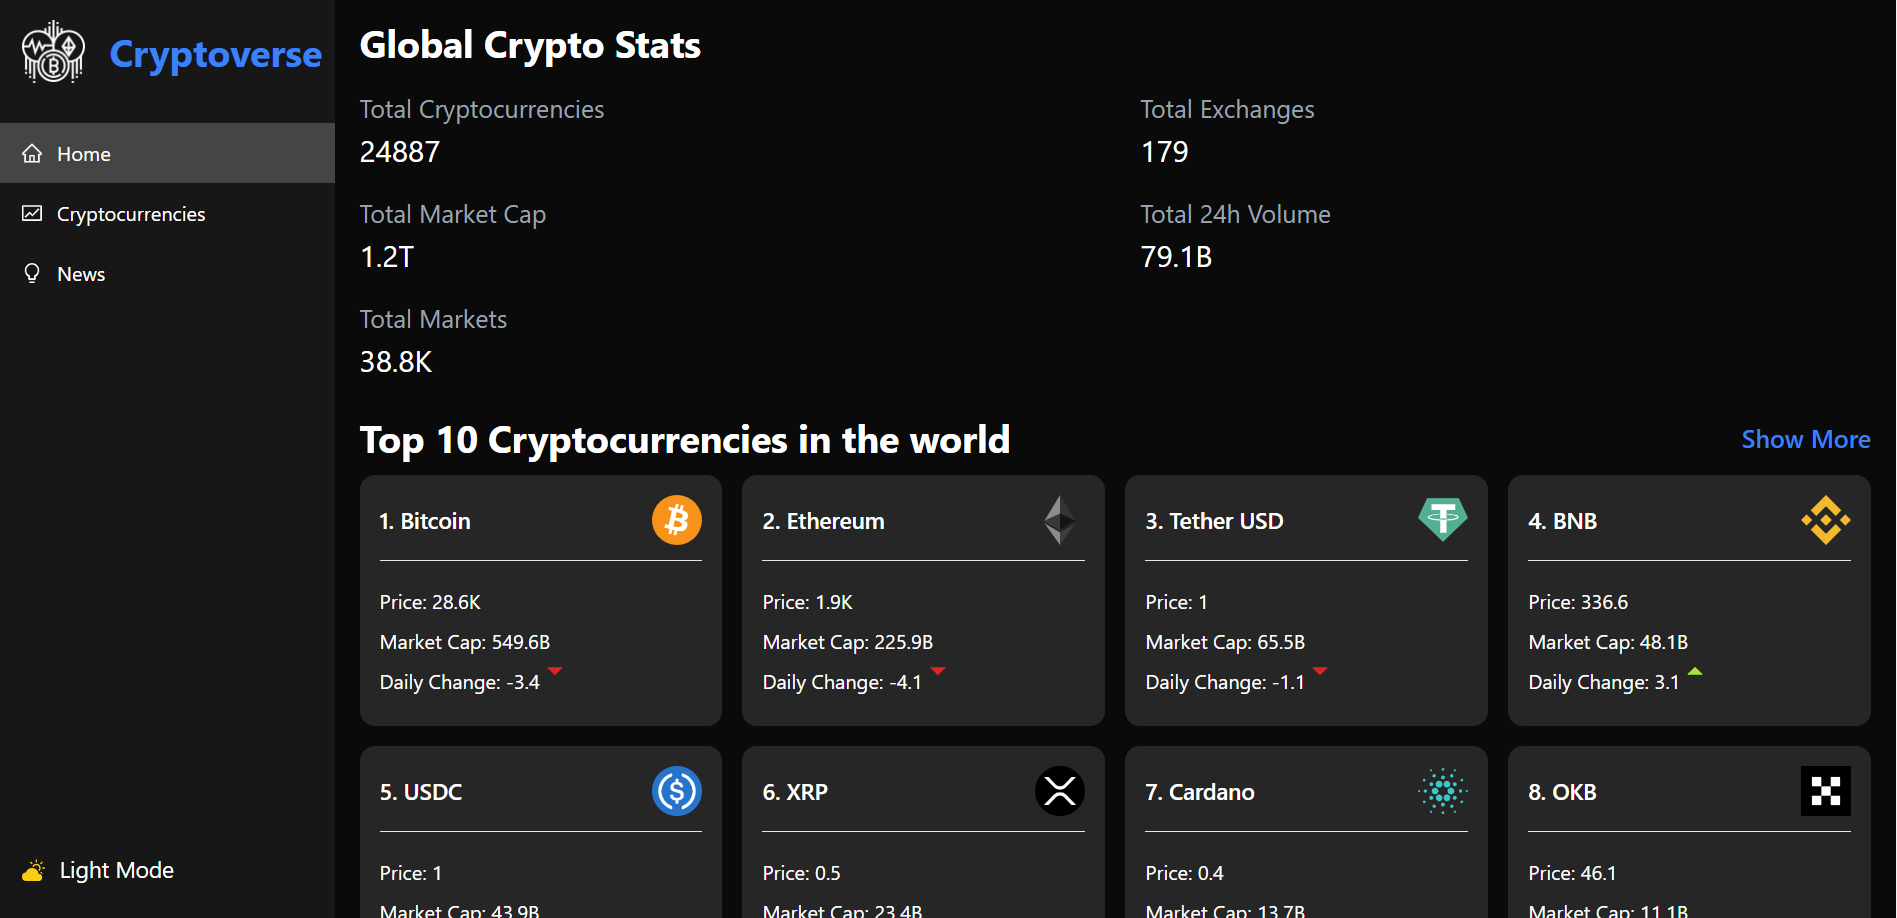 Cryptoverse
Home
Cryptocurrencies
News
Light Mode
Global Crypto Stats
Total Cryptocurrencies
24887
Total Exchanges
179
Total Market Cap
1.2T
Total 24h Volume
79.1B
Total Markets
38.8K
Top 10 Cryptocurrencies in the world
Show More
1. Bitcoin
Price: 28.6K
Market Cap: 549.6B
Daily Change: -3.4
2. Ethereum
Price: 1.9K
Market Cap: 225.9B
Daily Change: -4.1
3. Tether USD
Price: 1
Market Cap: 65.5B
Daily Change: -1.1
4. BNB
Price: 336.6
Market Cap: 48.1B
Daily Change: 3.1
5. USDC
Price: 1
Market Cap: 43.9B
6. XRP
Price: 0.5
Market Cap: 23.4B
7. Cardano
Price: 0.4
Market Cap: 13.7B
8. OKB
Price: 46.1
Market Cap: 11.1B